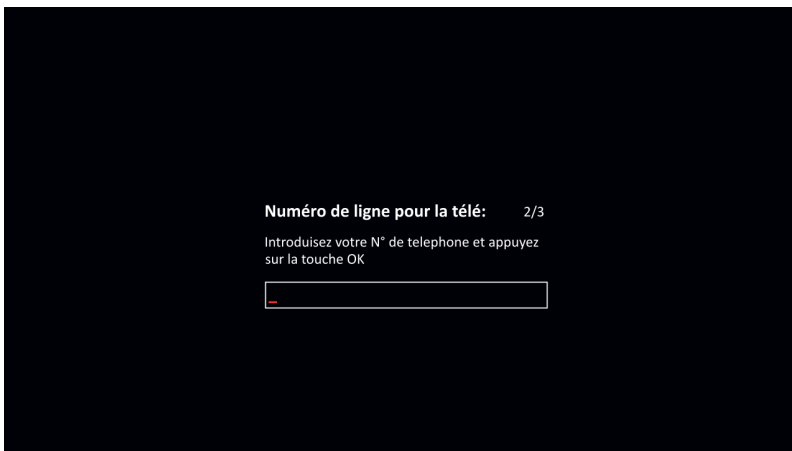 Numéro de ligne pour la télé: 2/3
Introduisez votre N° de telephone et appuyez
sur la touche OK